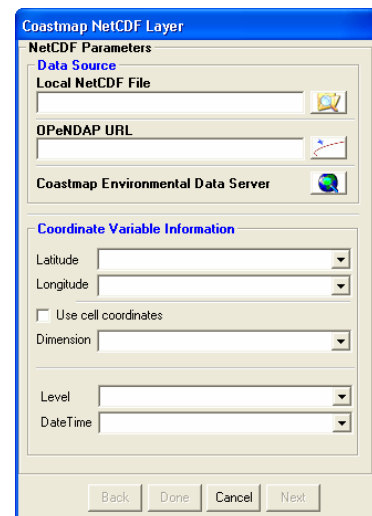 Coastmap NetCDF Layer
NetCDF Parameters
Data Source
Local NetCDF File
OPeNDAP URL
Coastmap Environmental Data Server
Coordinate Variable Information
Latitude
Longitude
Use cell coordinates
Dimension
Level
DateTime
Back Done Cancel Next